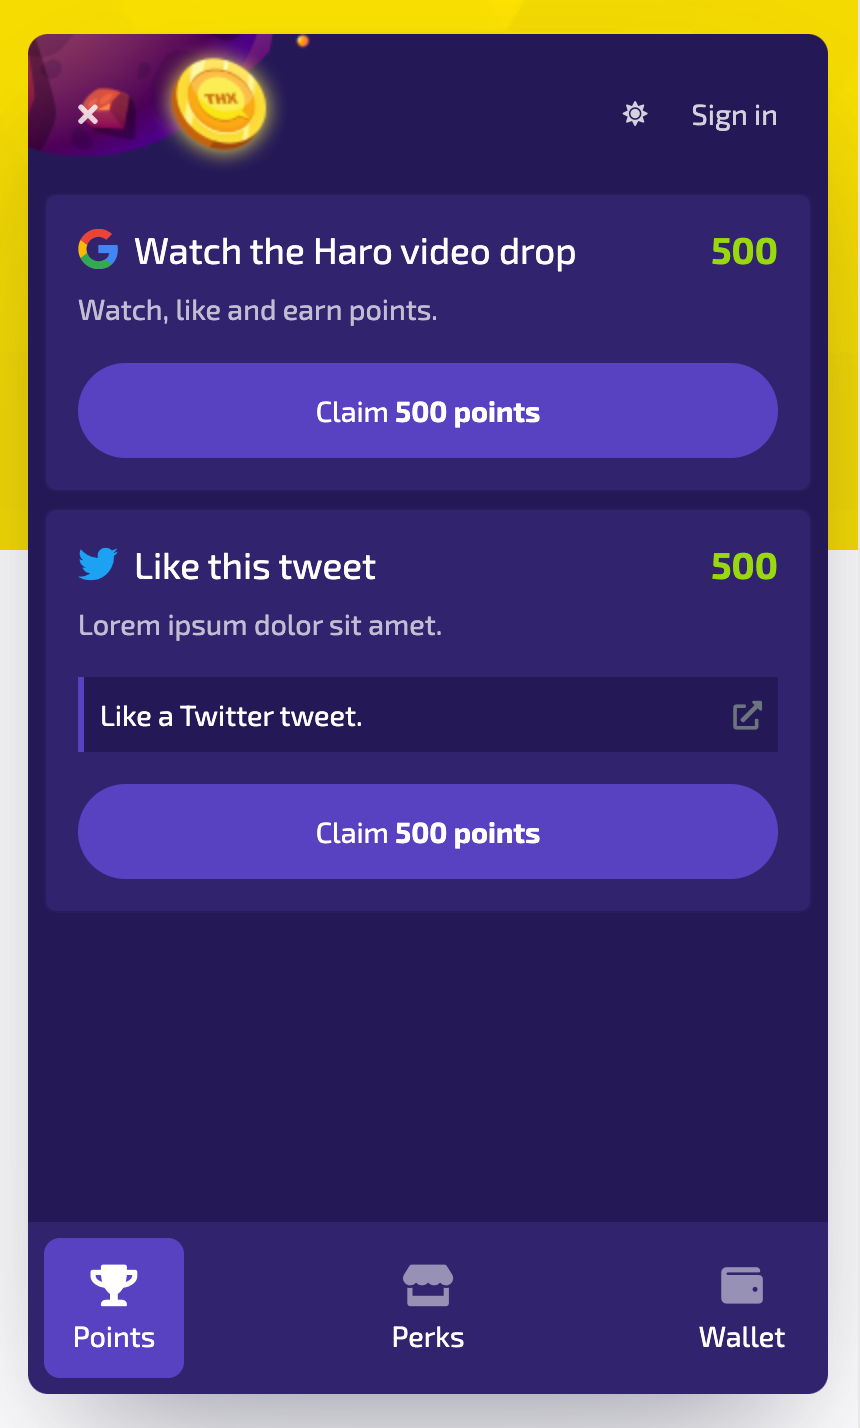 THX
Sign in
Watch the Haro video drop
500
Watch, like and earn points.
Claim 500 points
Like this tweet
500
Lorem ipsum dolor sit amet.
Like a Twitter tweet.
Claim 500 points
Points
Perks
Wallet